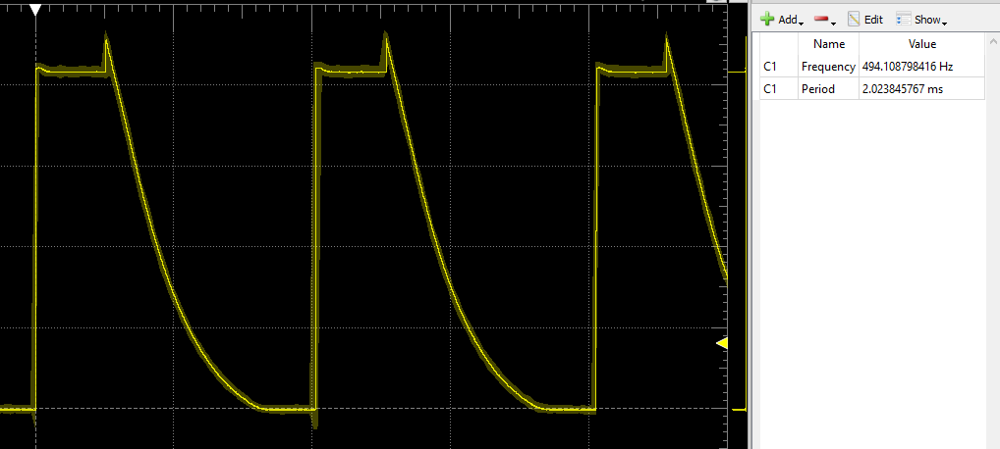 Add Edit Show
Name Value
C1 Frequency 494.108798416 Hz
C1 Period 2.023845767 ms